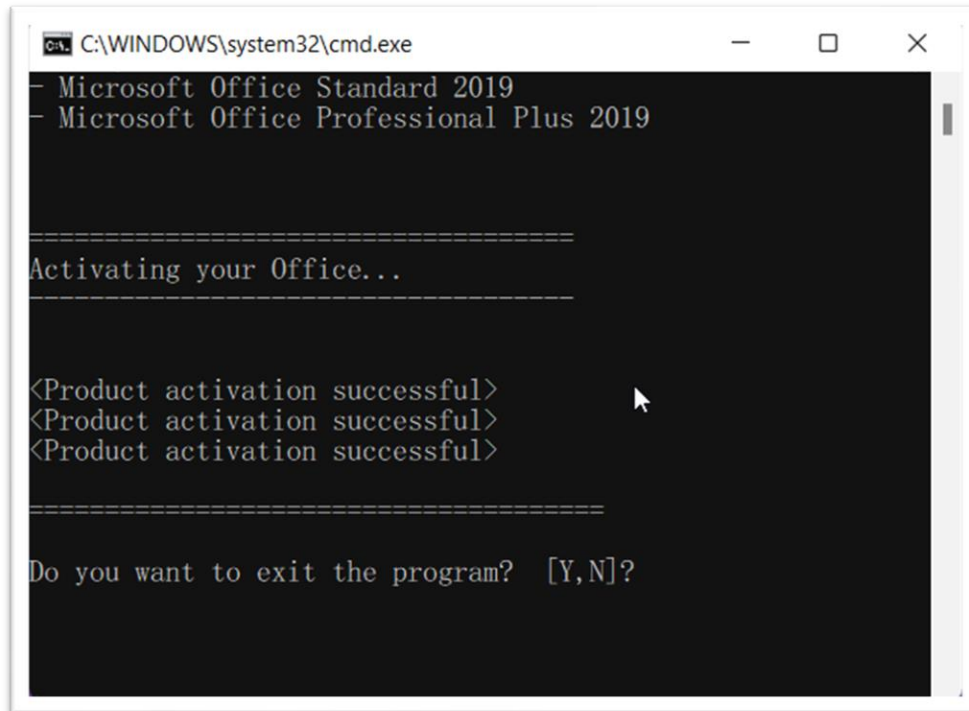 C:\WINDOWS\system32\cmd.exe
- Microsoft Office Standard 2019
- Microsoft Office Professional Plus 2019
====================================
Activating your Office...
------------------------------------
<Product activation successful>
<Product activation successful>
<Product activation successful>
======================================
Do you want to exit the program?  [Y,N]?